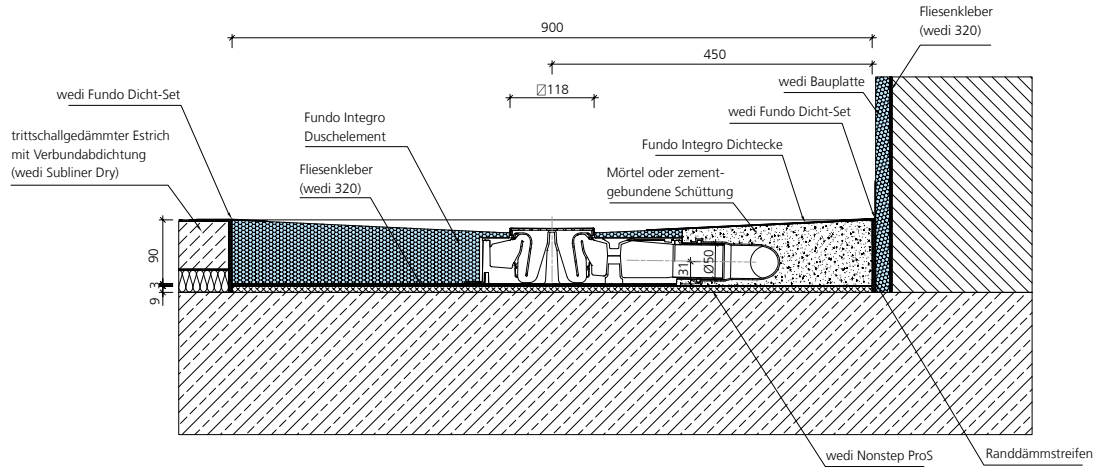 Fliesenkleber
(wedi 320)
900
450
wedi Bauplatte
118
wedi Fundo Dicht-Set
wedi Fundo Dicht-Set
Fundo Integro
Duschelement
trittschallgedämmter Estrich
mit Verbundabdichtung
(wedi Subliner Dry)
Fundo Integro Dichtecke
Fliesenkleber
(wedi 320)
Mörtel oder zement-
gebundene Schüttung
90
31
Ø50
3
9
wedi Nonstep ProS
Randdämmstreifen